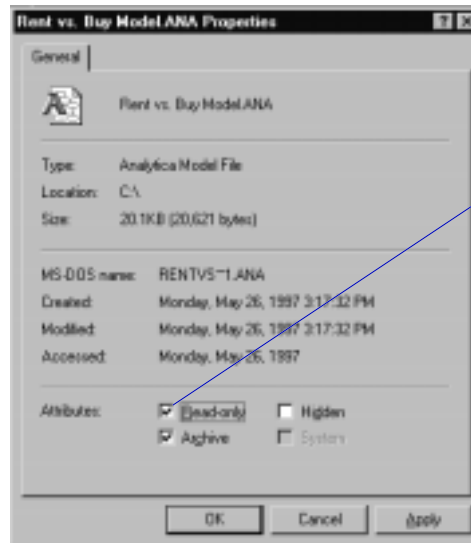 Rent vs. Buy Model.ANA Properties
General
Rent vs. Buy Model.ANA
Type: Analytica Model File
Location: C:\
Size: 20.1KB (20,621 bytes)
MS-DOS name: RENTVS~1.ANA
Created: Monday, May 26, 1997 3:17:32 PM
Modified: Monday, May 26, 1997 3:17:32 PM
Accessed: Monday, May 26, 1997
Attributes: Read-only Hidden
Archive System
OK Cancel Apply